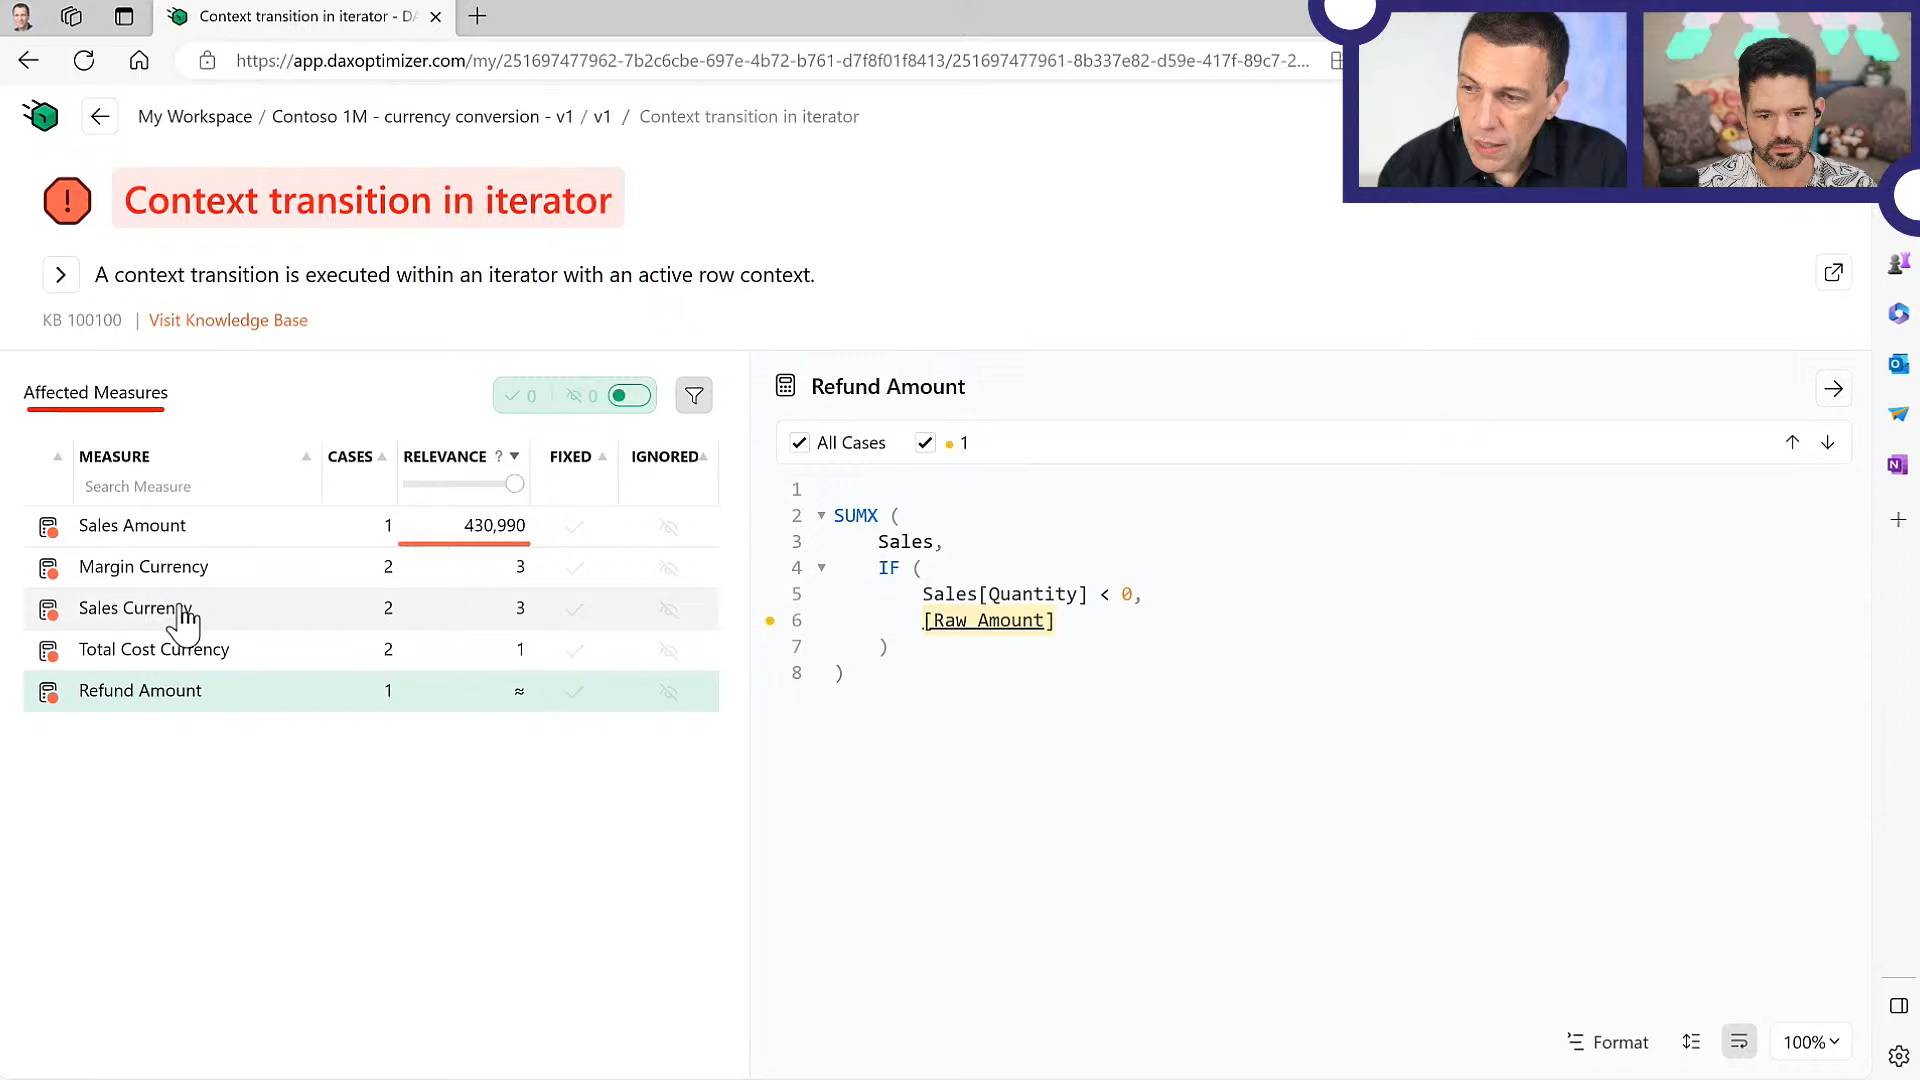 Context transition in iterator - DA
https://app.daxoptimizer.com/my/251697477962-7b2c6cbe-697e-4b72-b761-d7f8f01f8413/251697477961-8b337e82-d59e-417f-89c7-2...
My Workspace / Contoso 1M - currency conversion - v1 / v1 / Context transition in iterator
Context transition in iterator
A context transition is executed within an iterator with an active row context.
KB 100100 | Visit Knowledge Base
Affected Measures
0 0
MEASURE CASES RELEVANCE ? FIXED IGNORED
Search Measure
Sales Amount 1 430,990
Margin Currency 2 3
Sales Currency 2 3
Total Cost Currency 2 1
Refund Amount 1 ≈
Refund Amount
All Cases 1
1
2 SUMX (
3 Sales,
4 IF (
5 Sales[Quantity] < 0,
6 [Raw Amount]
7 )
8 )
Format 100%